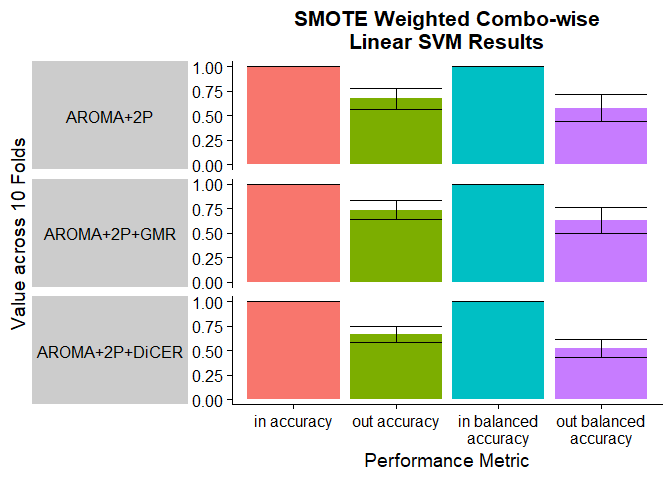 SMOTE Weighted Combo-wise
Linear SVM Results
Value across 10 Folds
AROMA+2P
1.00
0.75
0.50
0.25
0.00
AROMA+2P+GMR
1.00
0.75
0.50
0.25
0.00
AROMA+2P+DiCER
1.00
0.75
0.50
0.25
0.00
in accuracy
out accuracy
in balanced
accuracy
out balanced
accuracy
Performance Metric